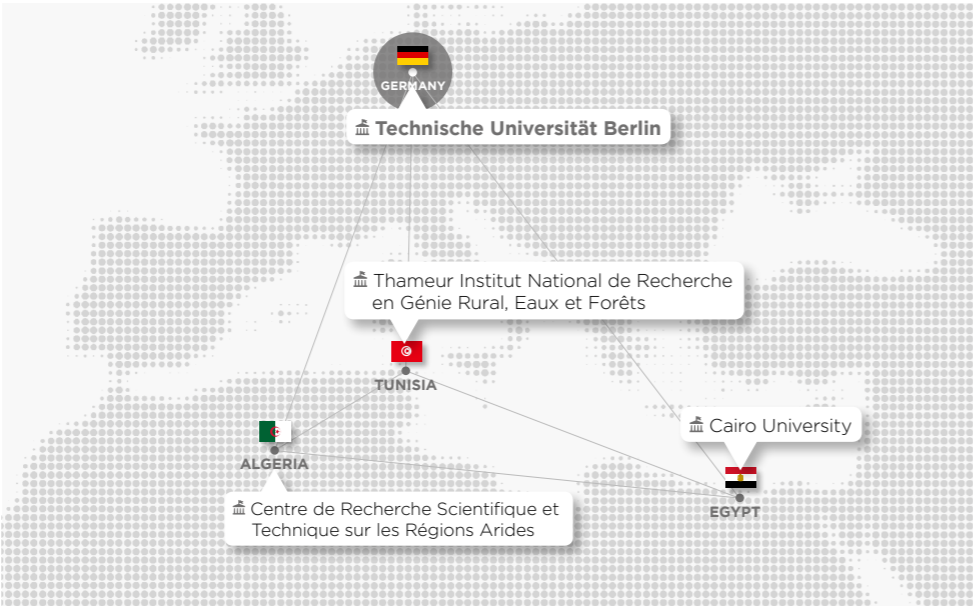 GERMANY
Technische Universität Berlin
Thameur Institut National de Recherche
en Génie Rural, Eaux et Forêts
TUNISIA
Cairo University
ALGERIA
EGYPT
Centre de Recherche Scientifique et
Technique sur les Régions Arides